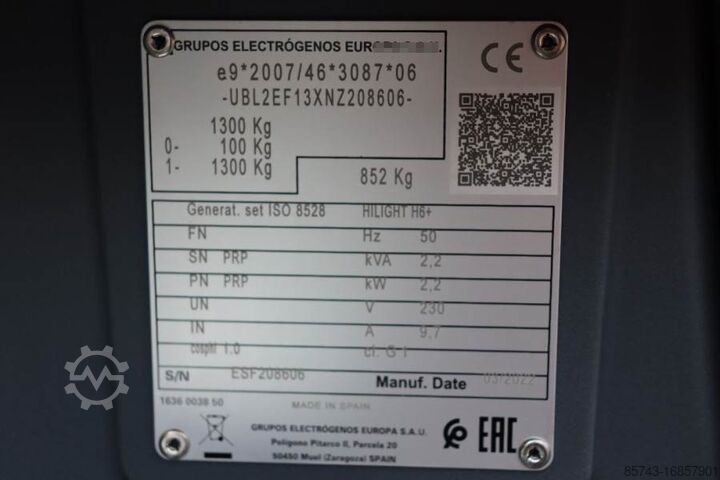 GRUPOS ELECTRÓGENOS
e9*2007/46*3087*06
-UBL2EF13XNZ208606-
1300 Kg
0- 100 Kg
1- 1300 Kg
852 Kg
CE
Generat. set ISO 8528 HILIGHT H6+
FN Hz 50
SN PRP kVA 2,2
PN PRP kW 2,2
UN V 230
IN A 9,7
cosphi 1.0 cl. G1
S/N ESF208606 Manuf. Date 03/2022
1636 0038 50
MADE IN SPAIN
GRUPOS ELECTRÓGENOS EUROPA S.A.U.
Polígono Pitarco II, Parcela 20
50450 Muel (Zaragoza) SPAIN
EAC
85743-16857901